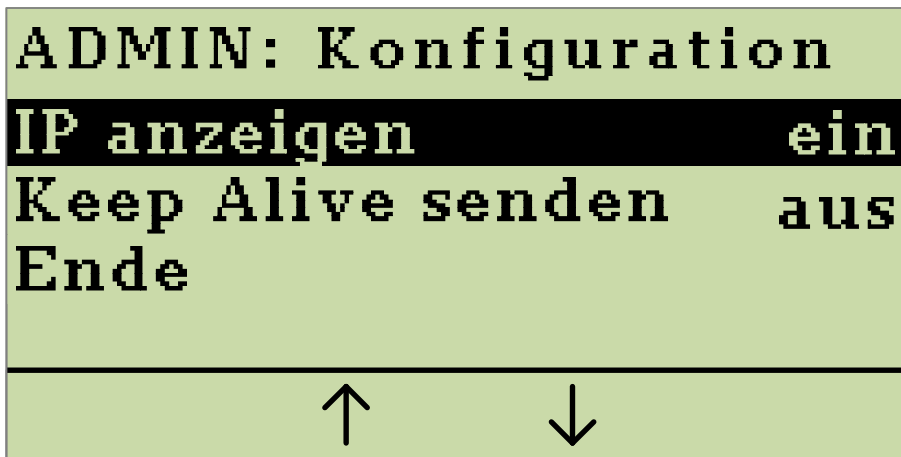 ADMIN: Konfiguration
IP anzeigen ein
Keep Alive senden aus
Ende
↑ ↓